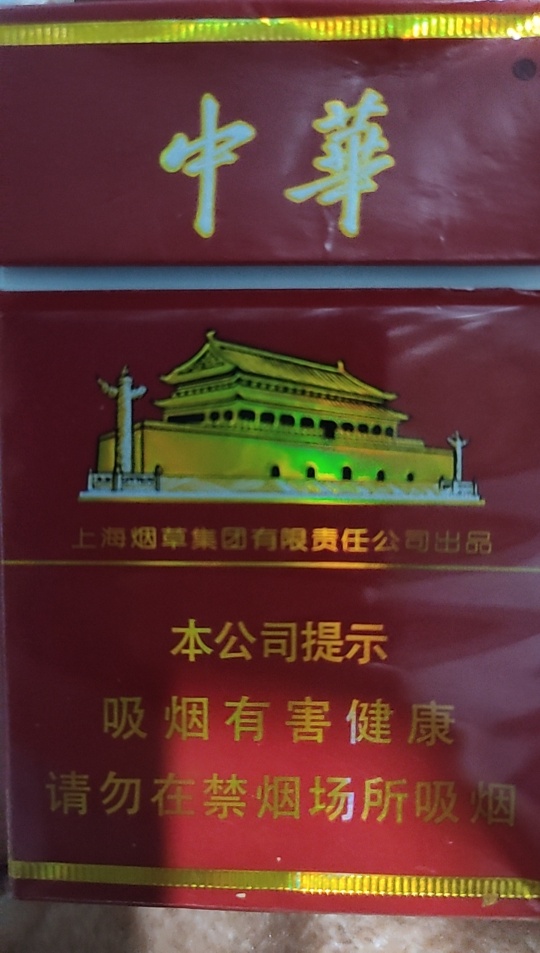 中華
上海烟草集团有限责任公司出品
本公司提示
吸烟有害健康
请勿在禁烟场所吸烟